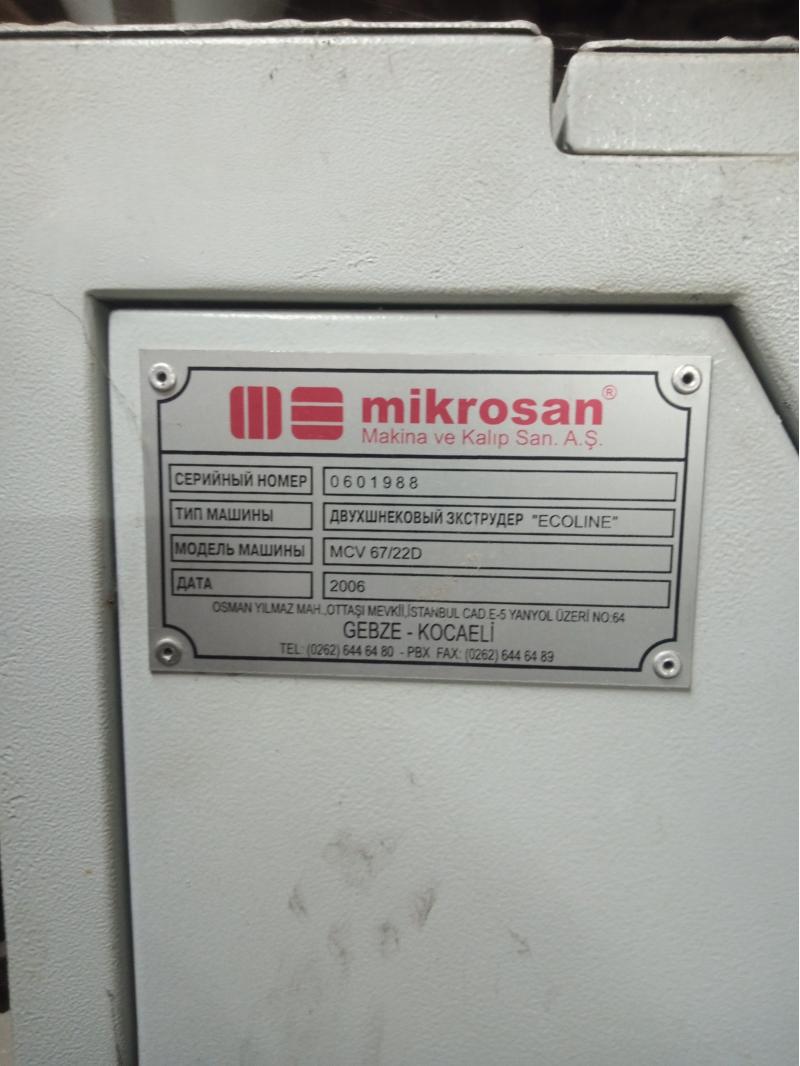 mikrosan®
Makina ve Kalıp San. A.Ş.
СЕРИЙНЫЙ НОМЕР 0601988
ТИП МАШИНЫ ДВУХШНЕКОВЫЙ ЗКСТРУДЕР "ECOLINE"
МОДЕЛЬ МАШИНЫ MCV 67/22D
ДАТА 2006
OSMAN YILMAZ MAH.,OTTAŞI MEVKİİ,İSTANBUL CAD.E-5 YANYOL ÜZERİ NO:64
GEBZE - KOCAELİ
TEL: (0262) 644 64 80 - PBX FAX: (0262) 644 64 89